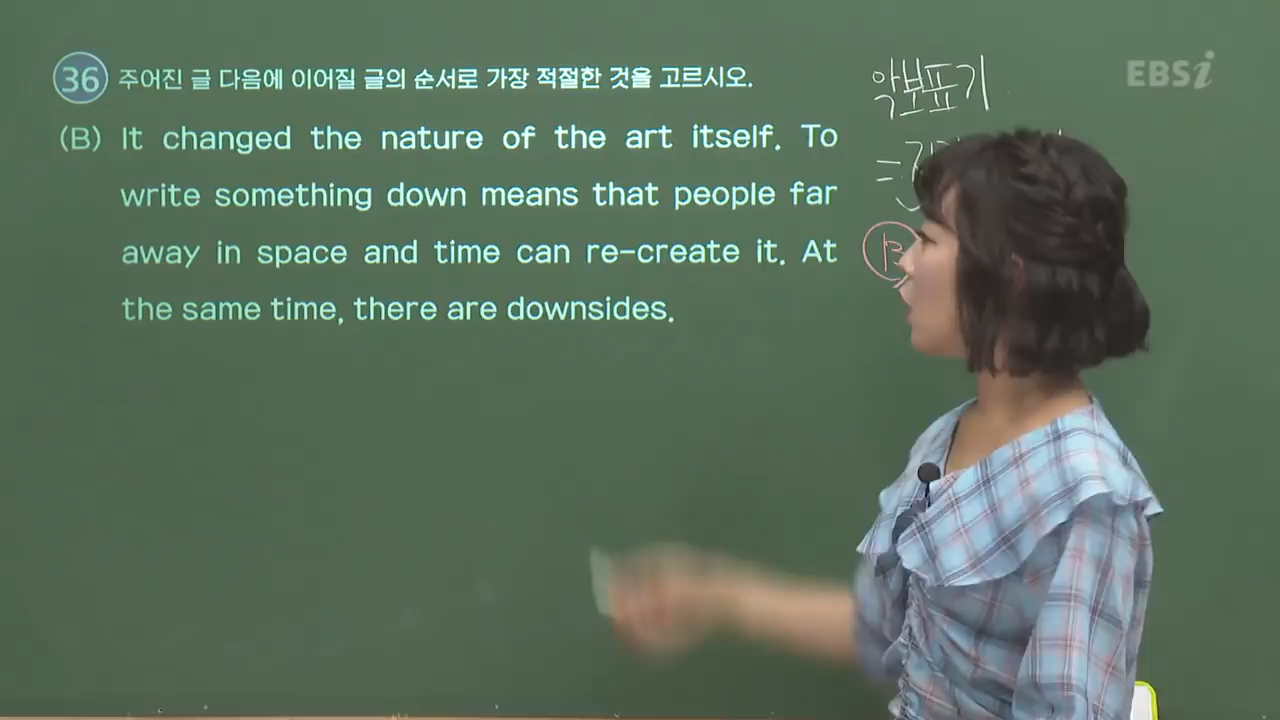 36 주어진 글 다음에 이어질 글의 순서로 가장 적절한 것을 고르시오.
(B) It changed the nature of the art itself. To
write something down means that people far
away in space and time can re-create it. At
the same time, there are downsides.
악보표기
=
B
EBSi